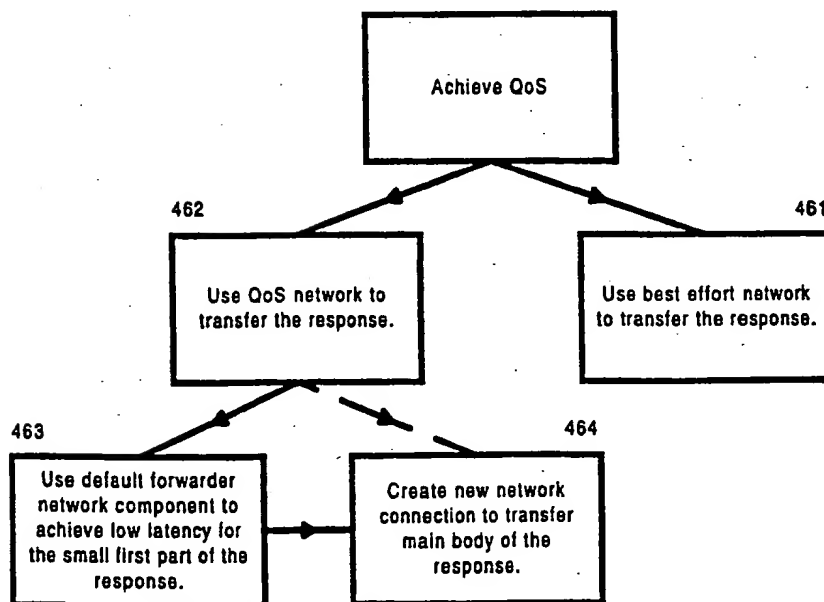 Achieve QoS
462
461
Use QoS network to
transfer the response.
Use best effort network
to transfer the response.
463
464
Use default forwarder
network component to
achieve low latency for
the small first part of the
response.
Create new network
connection to transfer
main body of the
response.